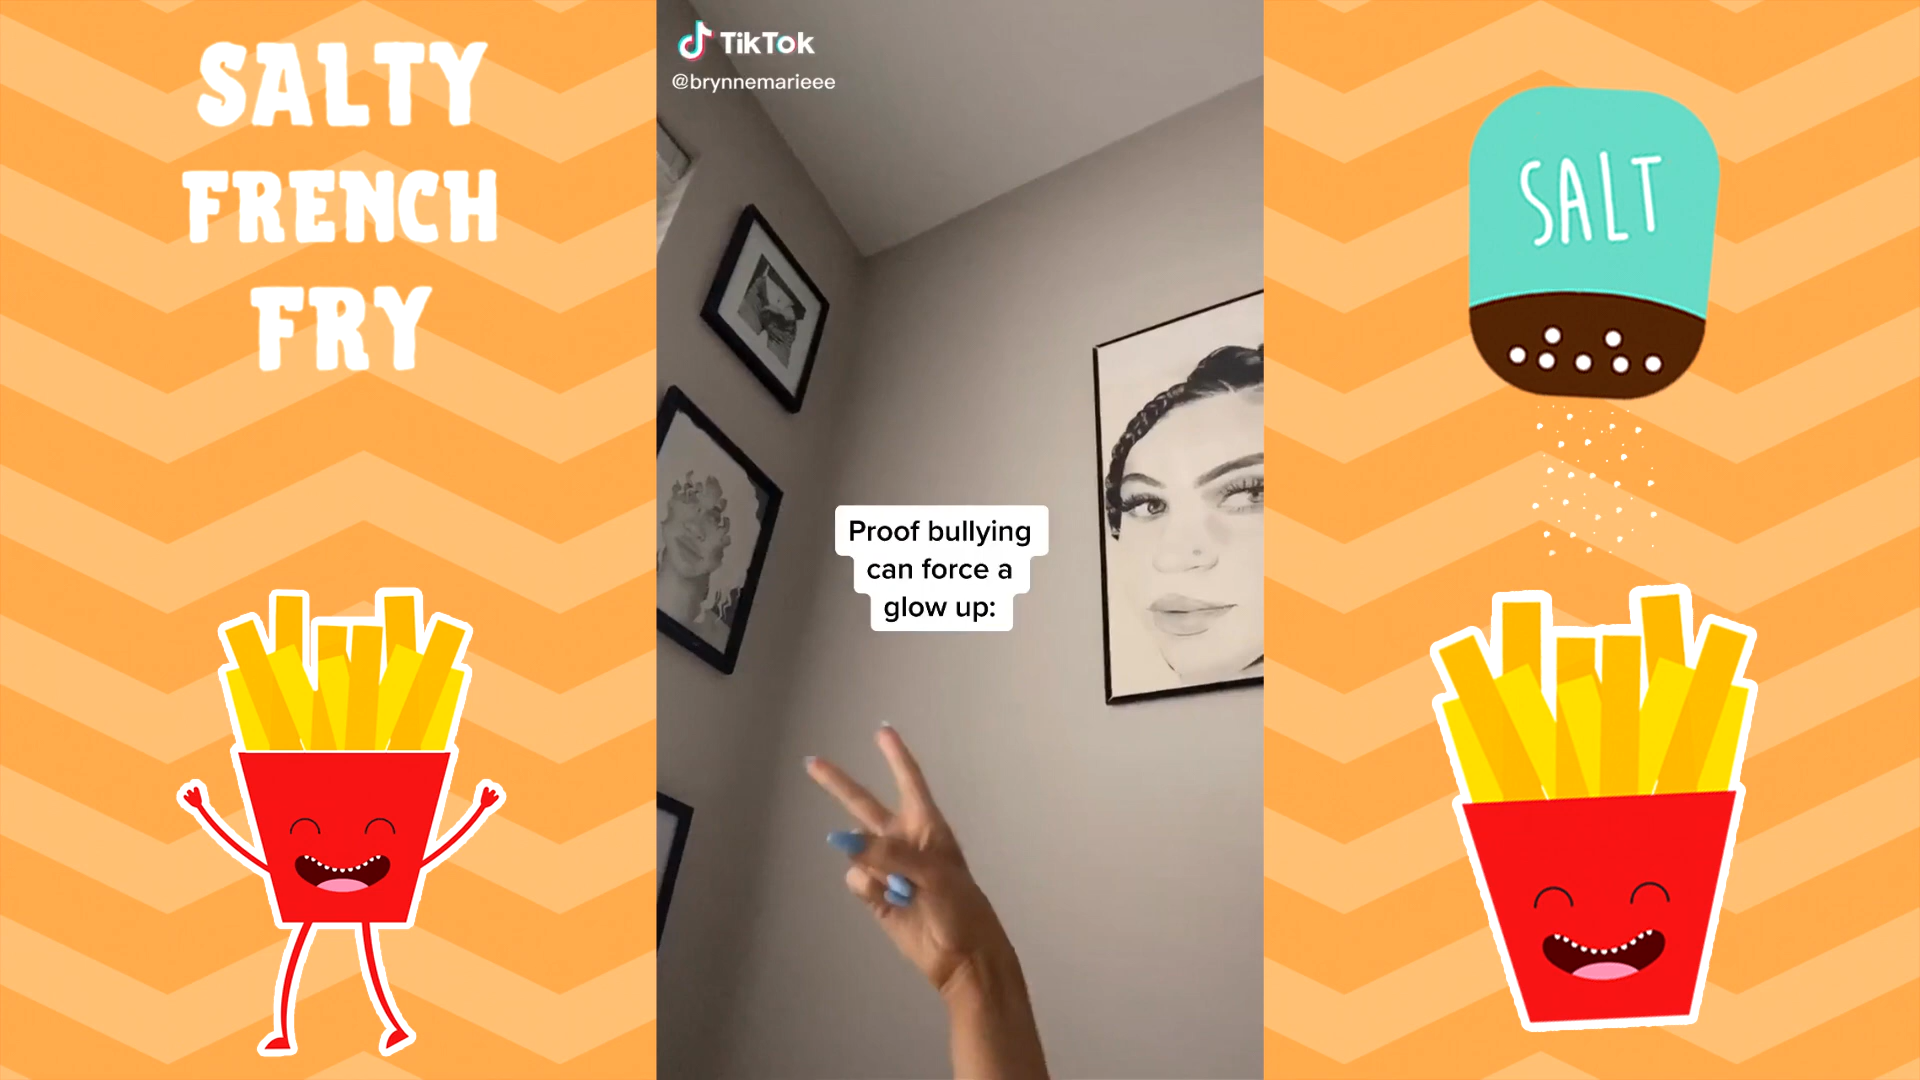 SALTY
FRENCH
FRY
TikTok
@brynnemarieee
Proof bullying
can force a
glow up:
SALT